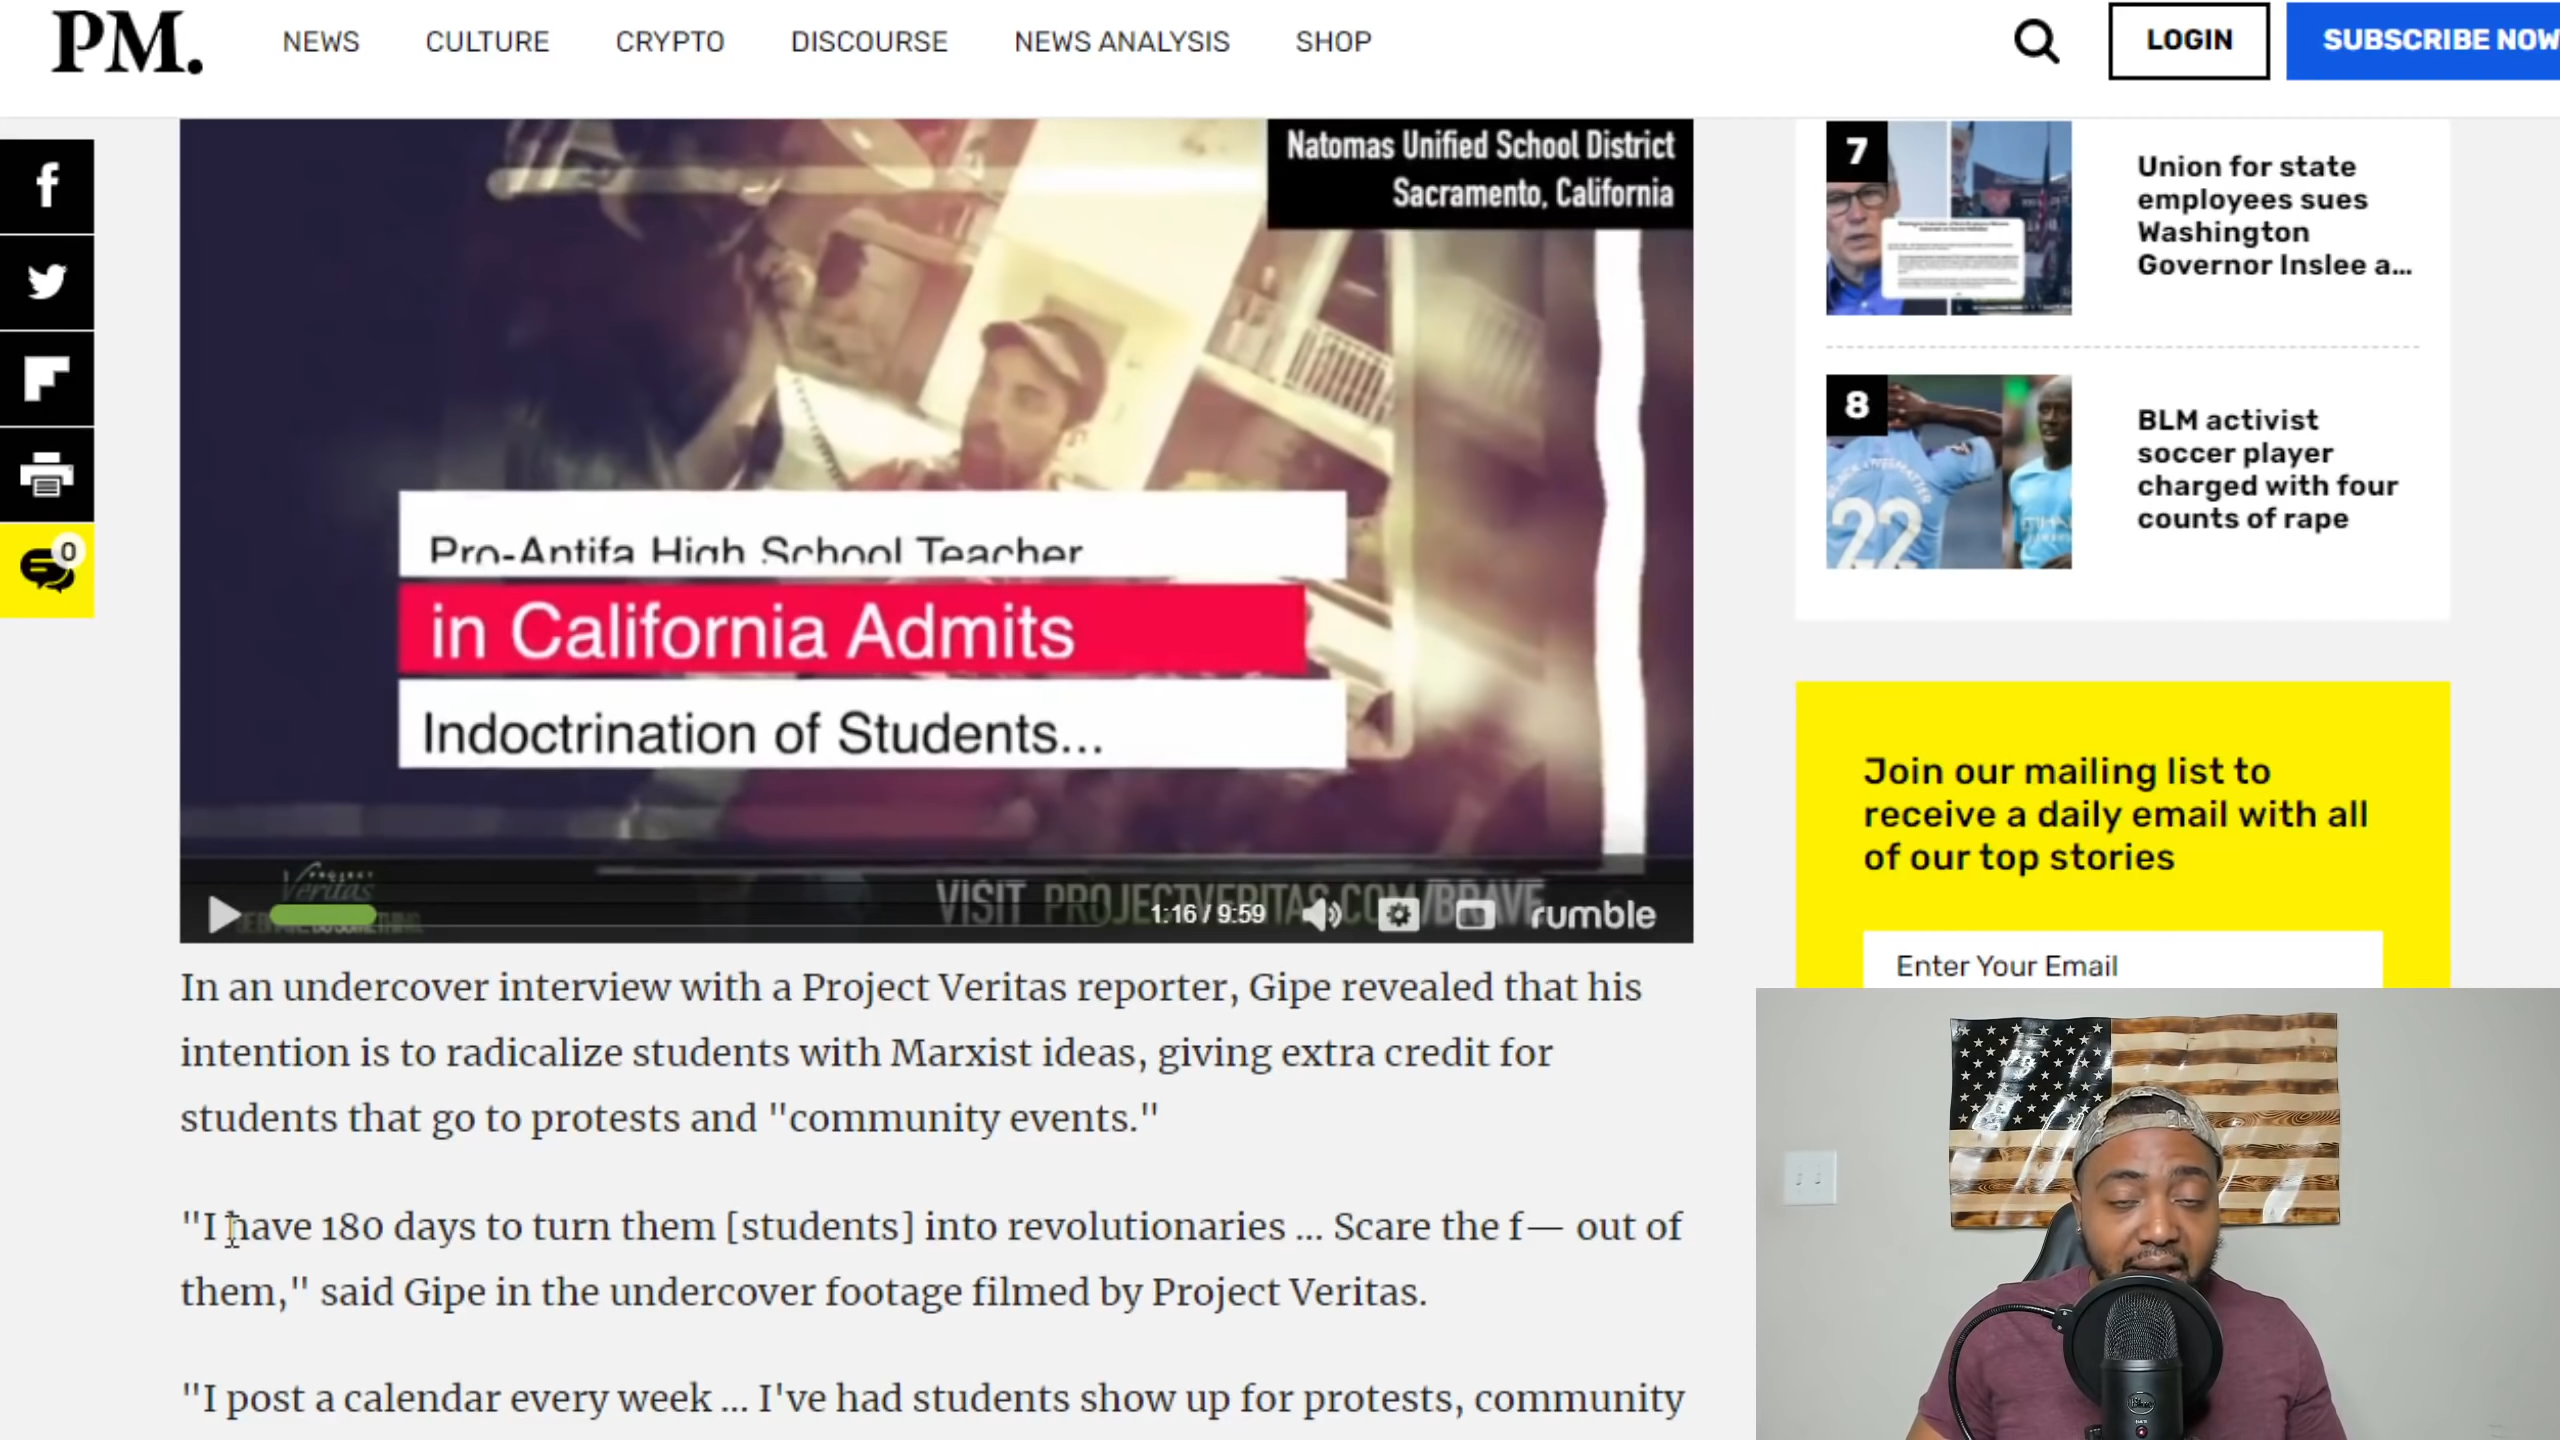 PM.
NEWS CULTURE CRYPTO DISCOURSE NEWS ANALYSIS SHOP
LOGIN
SUBSCRIBE NOW
0
Natomas Unified School District
Sacramento, California
Pro-Antifa High School Teacher
in California Admits
Indoctrination of Students...
PROJECT
Veritas
VISIT PROJECTVERITAS.COM/BRAVE
1:16 / 9:59
rumble
In an undercover interview with a Project Veritas reporter, Gipe revealed that his
intention is to radicalize students with Marxist ideas, giving extra credit for
students that go to protests and "community events."
"I have 180 days to turn them [students] into revolutionaries ... Scare the f— out of
them," said Gipe in the undercover footage filmed by Project Veritas.
"I post a calendar every week ... I've had students show up for protests, community
7
Union for state
employees sues
Washington
Governor Inslee a...
8
22
BLM activist
soccer player
charged with four
counts of rape
Join our mailing list to
receive a daily email with all
of our top stories
Enter Your Email